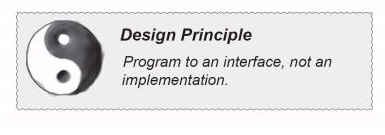 Design Principle
Program to an interface, not an
implementation.